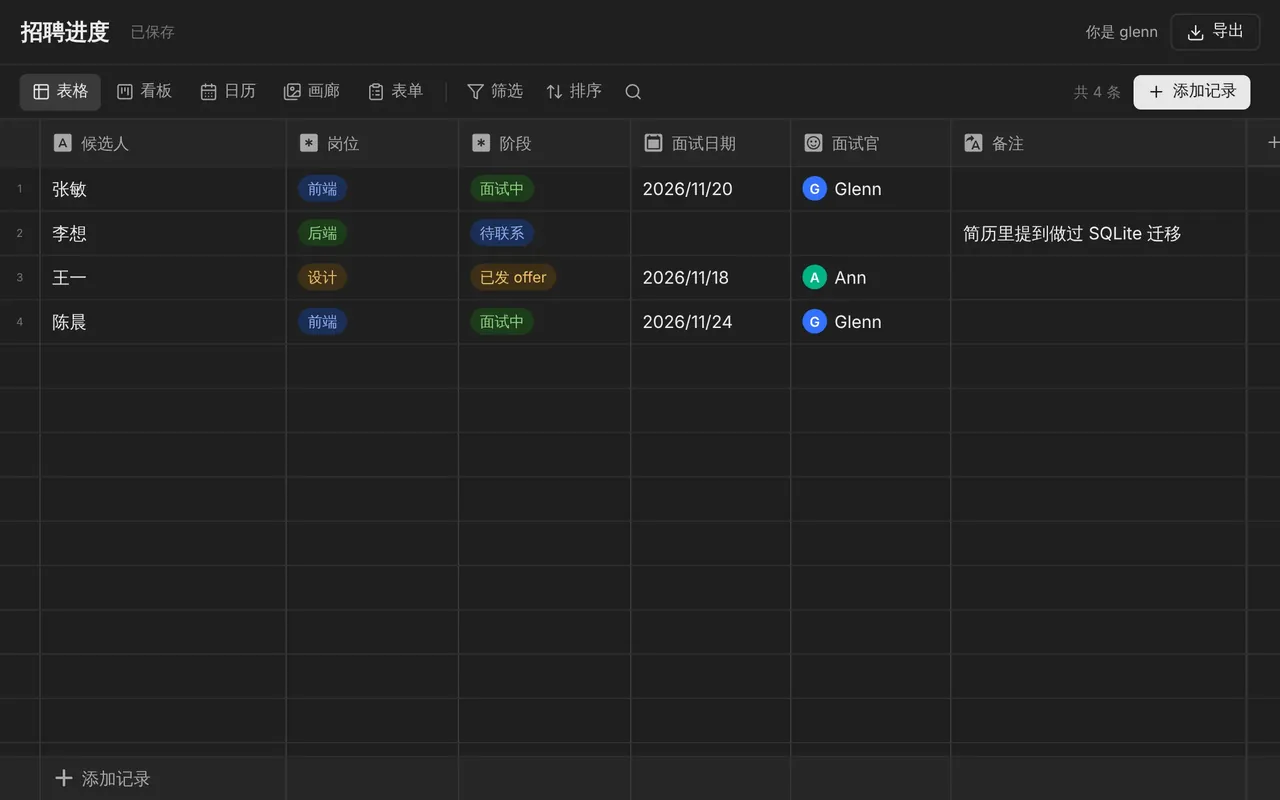 招聘进度 已保存 你是 glenn 导出
表格 看板 日历 画廊 表单 筛选 排序 共 4 条 添加记录
A 候选人 岗位 阶段 面试日期 面试官 A 备注
1 张敏 前端 面试中 2026/11/20 G Glenn
2 李想 后端 待联系 简历里提到做过 SQLite 迁移
3 王一 设计 已发 offer 2026/11/18 A Ann
4 陈晨 前端 面试中 2026/11/24 G Glenn
添加记录